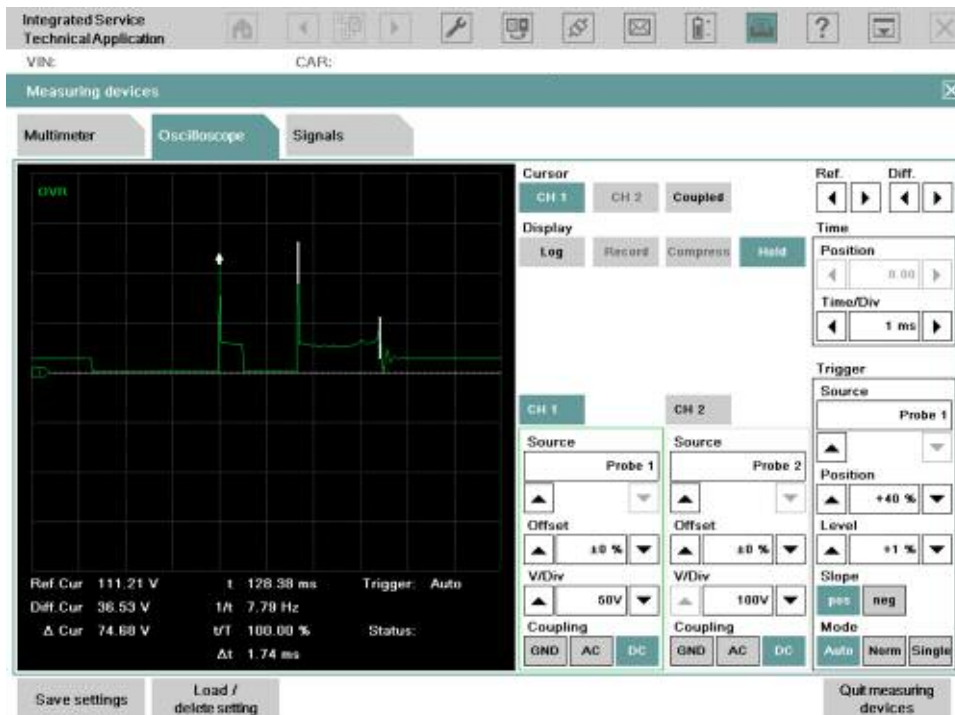 Integrated Service
Technical Application
VIN:
CAR:
Measuring devices
Multimeter
Oscilloscope
Signals
OVR
1
Ref.Cur 111.21 V t 128.38 ms Trigger: Auto
Diff.Cur 36.53 V 1/t 7.79 Hz
Δ Cur 74.68 V t/T 100.00 % Status:
Δt 1.74 ms
Cursor
CH 1 CH 2 Coupled
Display
Log Record Compress Hold
Ref. Diff.
Time
Position
0.00
Time/Div
1 ms
CH 1
Source
Probe 1
Offset
±0 %
V/Div
50V
Coupling
GND AC DC
CH 2
Source
Probe 2
Offset
±0 %
V/Div
100V
Coupling
GND AC DC
Trigger
Source
Probe 1
Position
+40 %
Level
+1 %
Slope
pos neg
Mode
Auto Norm Single
Save settings
Load /
delete setting
Quit measuring
devices